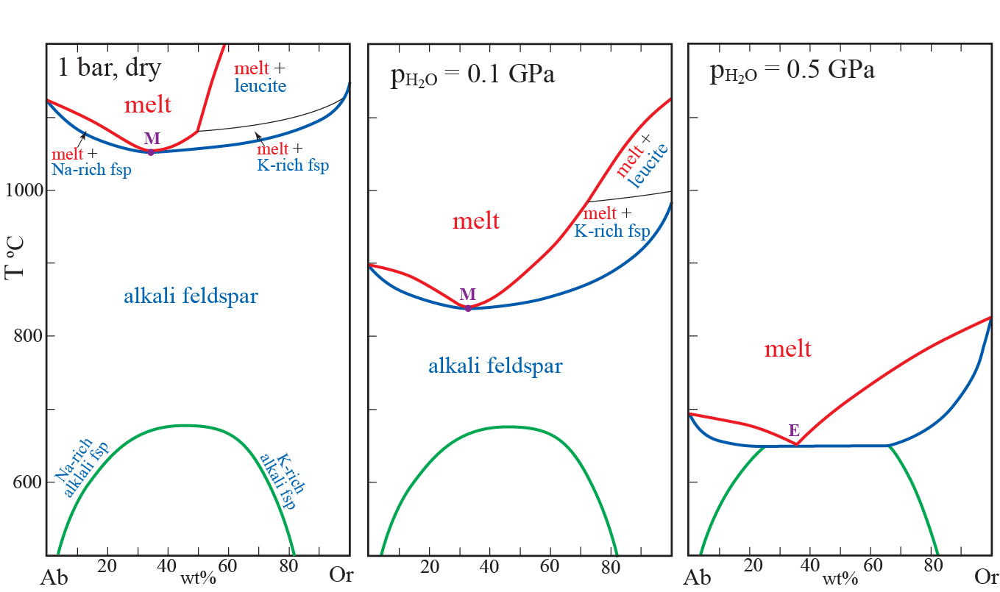 1 bar, dry
melt +
leucite
melt
M
melt +
Na-rich fsp
melt +
K-rich fsp
1000
T ºC
alkali feldspar
800
Na-rich
alklali fsp
K-rich
alkali fsp
600
Ab
20
40
wt%
60
80
Or
pH₂O = 0.1 GPa
melt +
leucite
melt
melt +
K-rich fsp
M
alkali feldspar
20
40
60
80
pH₂O = 0.5 GPa
melt
E
Ab
20
40
wt%
60
80
Or